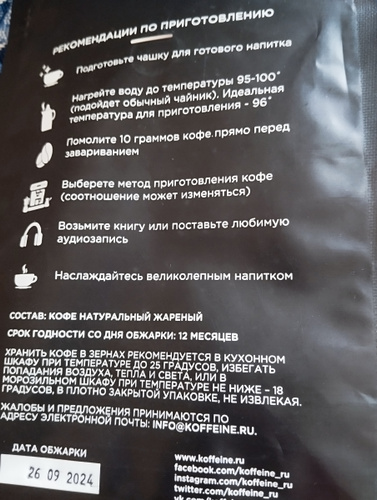 РЕКОМЕНДАЦИИ ПО ПРИГОТОВЛЕНИЮ
Подготовьте чашку для готового напитка
Нагрейте воду до температуры 95-100°
(подойдет обычный чайник). Идеальная
температура для приготовления - 96°
Помолите 10 граммов кофе прямо перед
завариванием
Выберете метод приготовления кофе
(соотношение может изменяться)
Возьмите книгу или поставьте любимую
аудиозапись
Наслаждайтесь великолепным напитком
СОСТАВ: КОФЕ НАТУРАЛЬНЫЙ ЖАРЕНЫЙ
СРОК ГОДНОСТИ СО ДНЯ ОБЖАРКИ: 12 МЕСЯЦЕВ
ХРАНИТЬ КОФЕ В ЗЕРНАХ РЕКОМЕНДУЕТСЯ В КУХОННОМ
ШКАФУ ПРИ ТЕМПЕРАТУРЕ ДО 25 ГРАДУСОВ, ИЗБЕГАТЬ
ПОПАДАНИЯ ВОЗДУХА, ТЕПЛА И СВЕТА, ИЛИ В
МОРОЗИЛЬНОМ ШКАФУ ПРИ ТЕМПЕРАТУРЕ НЕ НИЖЕ - 18
ГРАДУСОВ, В ПЛОТНО ЗАКРЫТОЙ УПАКОВКЕ, НЕ ИЗВЛЕКАЯ.
ЖАЛОБЫ И ПРЕДЛОЖЕНИЯ ПРИНИМАЮТСЯ ПО
АДРЕСУ ЭЛЕКТРОННОЙ ПОЧТЫ: INFO@KOFFEINE.RU.
ДАТА ОБЖАРКИ
26 09 2024
www.koffeine.ru
facebook.com/koffeine_ru
instagram.com/koffeine_ru
twitter.com/koffeine_ru
vk.com/koffeine_ru